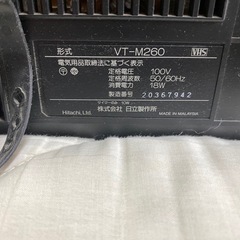 形式 VT-M260 VHS
電気用品取締法に基づく表示
定格電圧 100V
定格周波数 50/60Hz
消費電力 18W
製造番号 20367942
株式会社 日立製作所
Hitachi, Ltd. MADE IN MALAYSIA